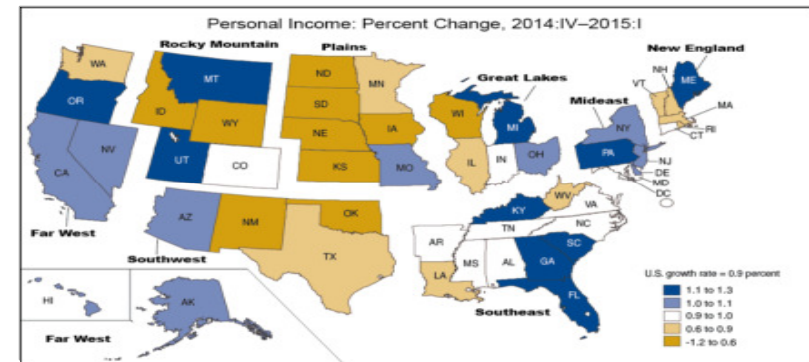 Personal Income: Percent Change, 2014:IV–2015:I
Rocky Mountain
Plains
New England
Great Lakes
Mideast
WA
OR
CA
NV
Far West
MT
ID
WY
UT
CO
AZ
NM
OK
TX
Southwest
ND
SD
NE
KS
MN
IA
MO
WI
IL
IN
MI
OH
VT
NH
ME
MA
RI
CT
NY
PA
NJ
DE
MD
DC
WV
KY
VA
TN
NC
AR
LA
MS
AL
GA
SC
FL
Southeast
HI
AK
Far West
U.S. growth rate = 0.9 percent
1.1 to 1.3
1.0 to 1.1
0.9 to 1.0
0.6 to 0.9
-1.2 to 0.6